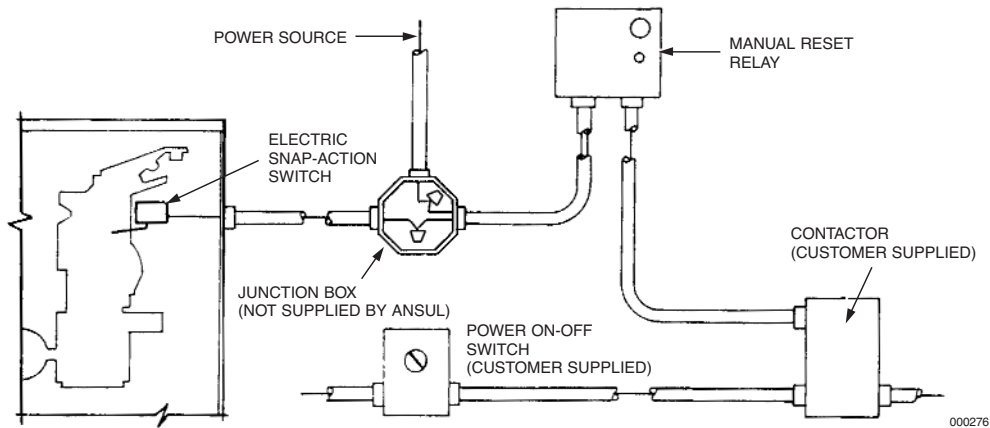 POWER SOURCE
MANUAL RESET
RELAY
ELECTRIC
SNAP-ACTION
SWITCH
CONTACTOR
(CUSTOMER SUPPLIED)
JUNCTION BOX
(NOT SUPPLIED BY ANSUL)
POWER ON-OFF
SWITCH
(CUSTOMER SUPPLIED)
000276